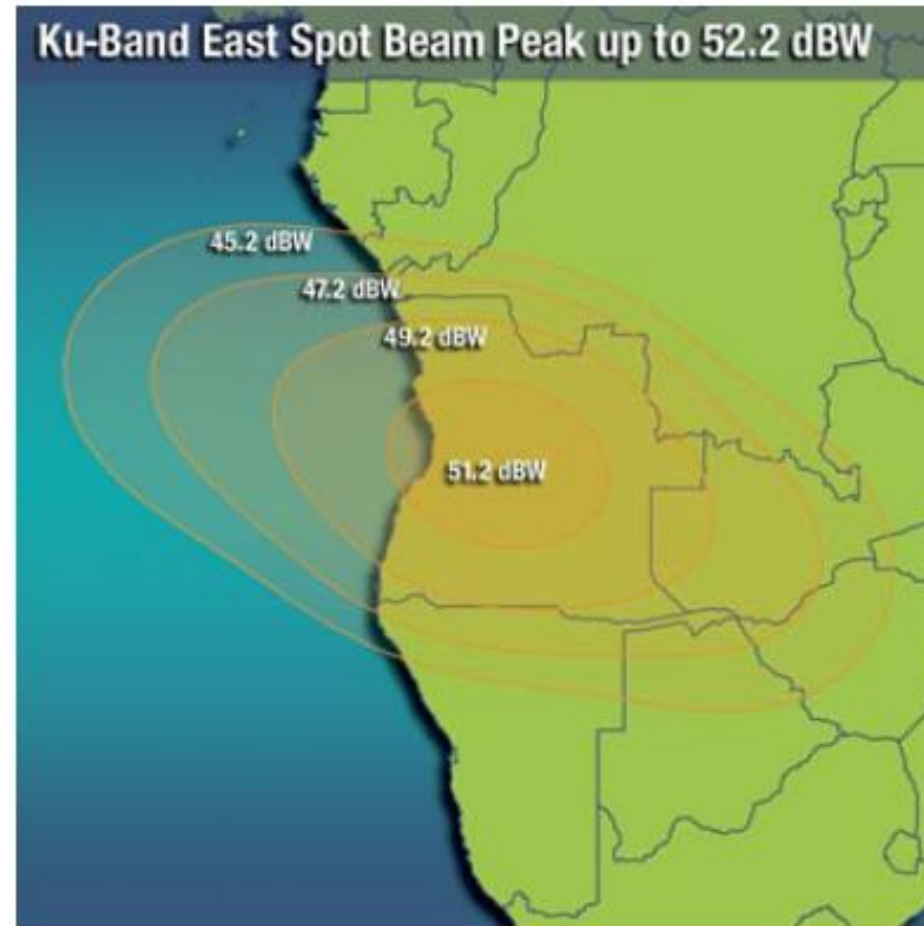 Ku-Band East Spot Beam Peak up to 52.2 dBW
45.2 dBW
47.2 dBW
49.2 dBW
51.2 dBW